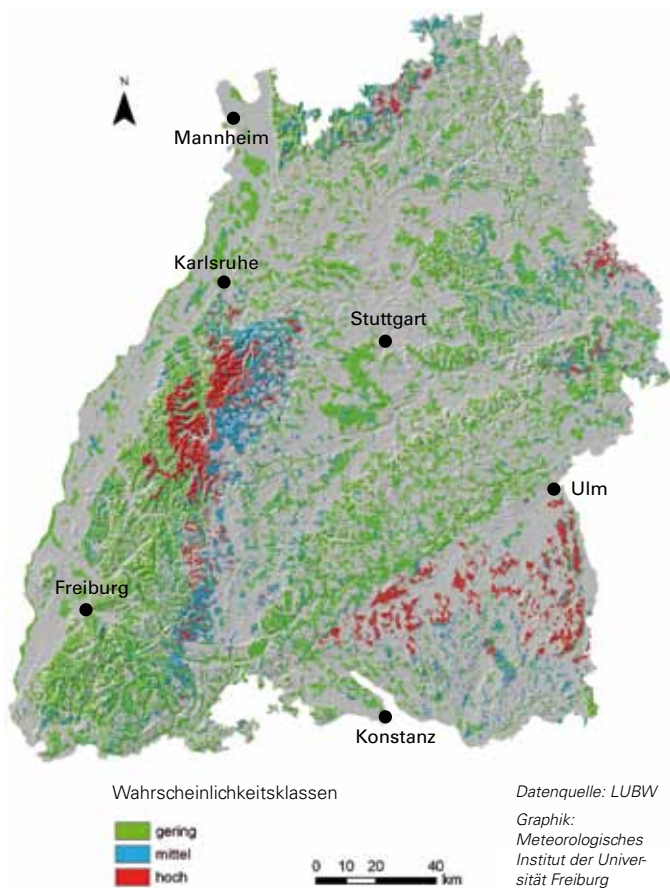 N
Mannheim
Karlsruhe
Stuttgart
Ulm
Freiburg
Konstanz
Wahrscheinlichkeitsklassen
gering
mittel
hoch
0 10 20 40
km
Datenquelle: LUBW
Graphik:
Meteorologisches
Institut der Univer-
sität Freiburg